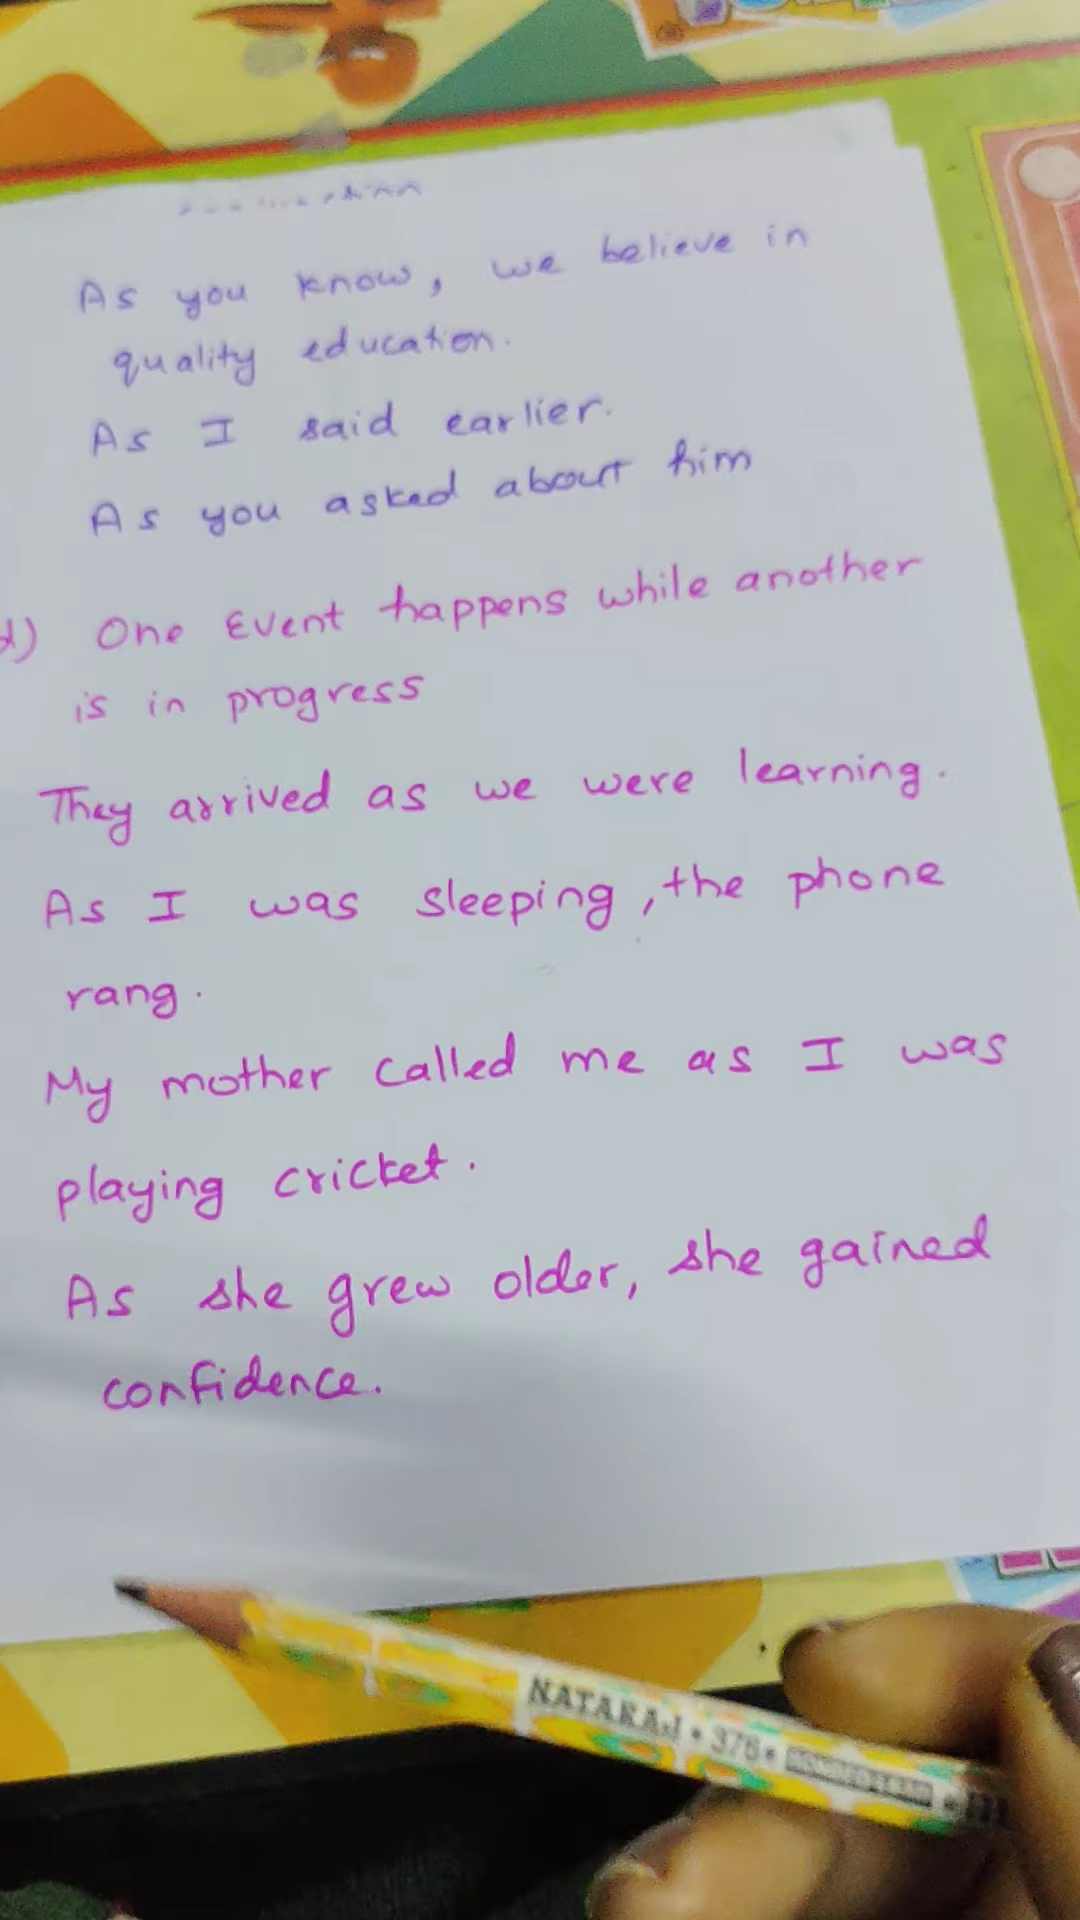 As you know, we believe in
quality education.
As I said earlier.
As you asked about him
d) One Event happens while another
is in progress
They arrived as we were learning.
As I was sleeping, the phone
rang.
My mother called me as I was
playing cricket.
As she grew older, she gained
confidence.
NATARAJ